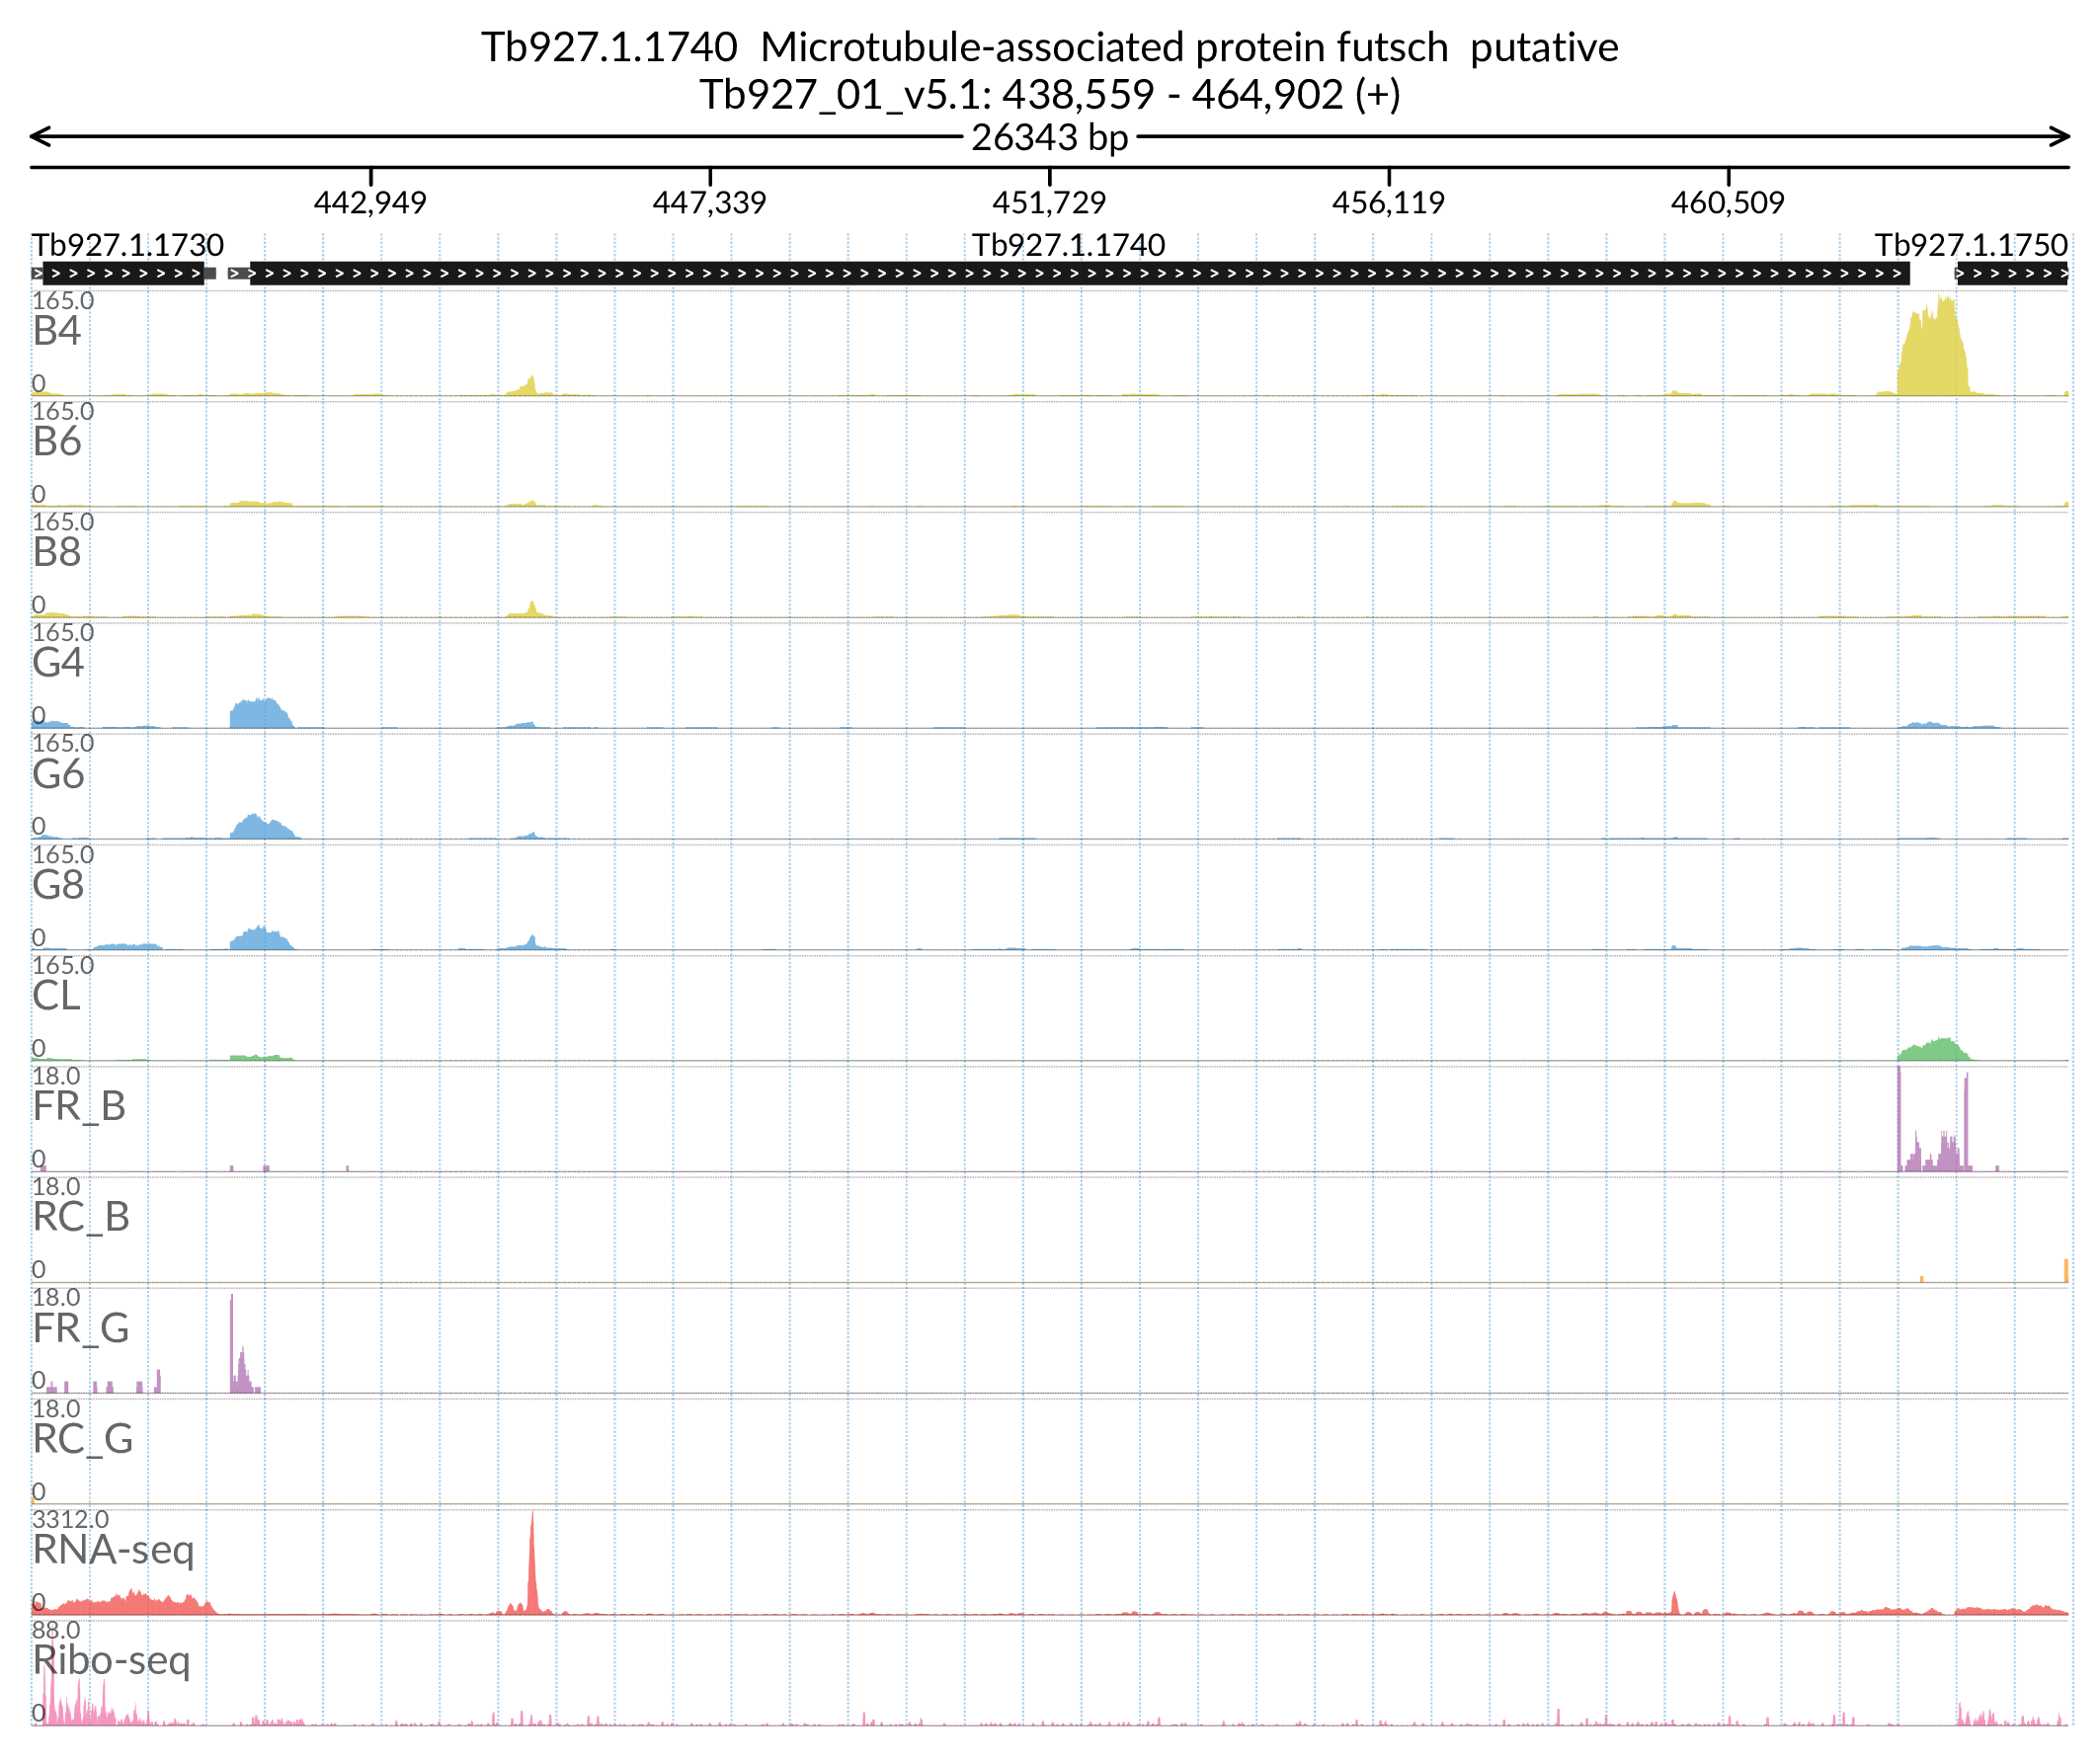 Tb927.1.1740  Microtubule-associated protein futsch  putative
Tb927_01_v5.1: 438,559 - 464,902 (+)
26343 bp
442,949 447,339 451,729 456,119 460,509
Tb927.1.1730 Tb927.1.1740 Tb927.1.1750
165.0
B4
0
165.0
B6
0
165.0
B8
0
165.0
G4
0
165.0
G6
0
165.0
G8
0
165.0
CL
0
18.0
FR_B
0
18.0
RC_B
0
18.0
FR_G
0
18.0
RC_G
0
3312.0
RNA-seq
0
88.0
Ribo-seq
0